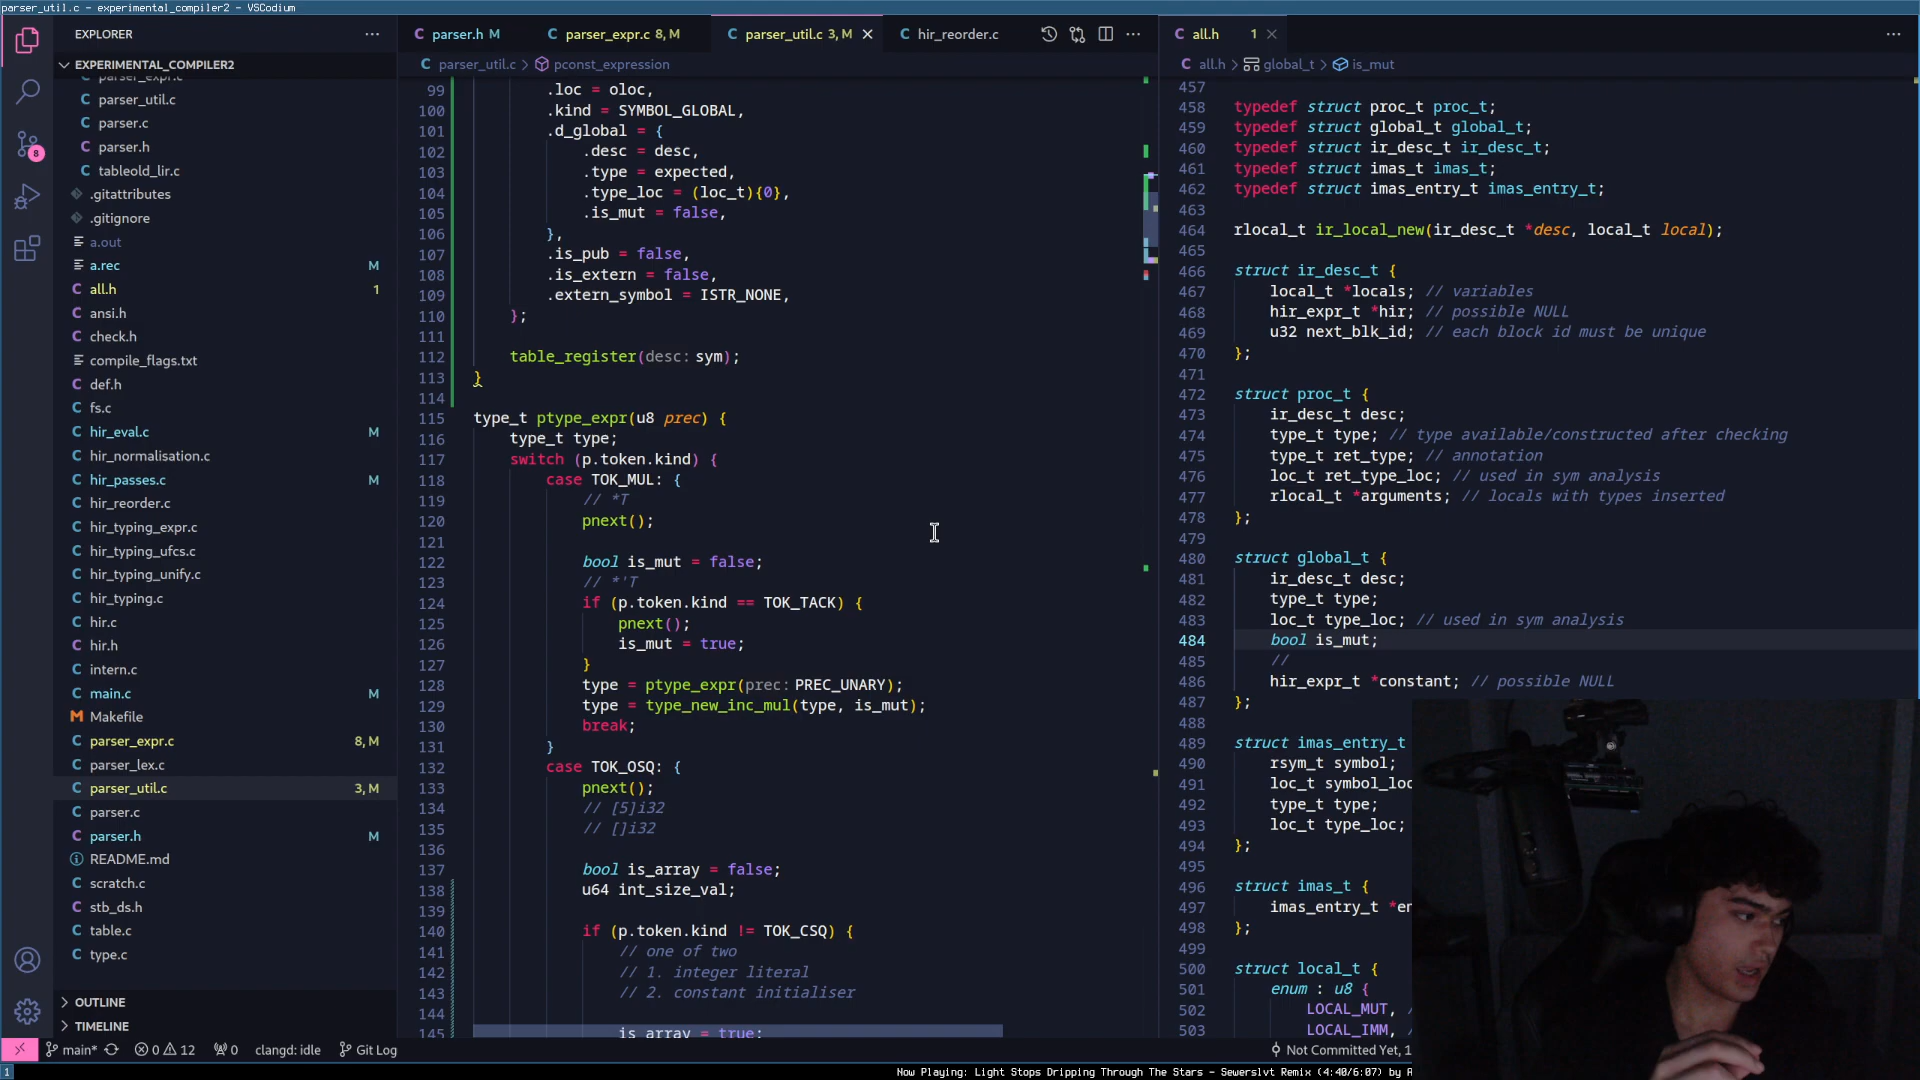 parser_util.c - experimental_compiler2 - VSCodium
EXPLORER
EXPERIMENTAL_COMPILER2
parser_expr.c
parser_util.c
parser.c
parser.h
tableold_lir.c
.gitattributes
.gitignore
a.out
a.rec M
all.h 1
ansi.h
check.h
compile_flags.txt
def.h
fs.c
hir_eval.c M
hir_normalisation.c
hir_passes.c M
hir_reorder.c
hir_typing_expr.c
hir_typing_ufcs.c
hir_typing_unify.c
hir_typing.c
hir.c
hir.h
intern.c
main.c M
Makefile
parser_expr.c 8, M
parser_lex.c
parser_util.c 3, M
parser.c
parser.h M
README.md
scratch.c
stb_ds.h
table.c
type.c
OUTLINE
TIMELINE
8
parser.h M
parser_expr.c 8, M
parser_util.c 3, M
hir_reorder.c
parser_util.c > pconst_expression
99 .loc = oloc,
100 .kind = SYMBOL_GLOBAL,
101 .d_global = {
102 .desc = desc,
103 .type = expected,
104 .type_loc = (loc_t){0},
105 .is_mut = false,
106 },
107 .is_pub = false,
108 .is_extern = false,
109 .extern_symbol = ISTR_NONE,
110 };
111
112 table_register(desc: sym);
113 }
114
115 type_t ptype_expr(u8 prec) {
116 type_t type;
117 switch (p.token.kind) {
118 case TOK_MUL: {
119 // *T
120 pnext();
121
122 bool is_mut = false;
123 // *'T
124 if (p.token.kind == TOK_TACK) {
125 pnext();
126 is_mut = true;
127 }
128 type = ptype_expr(prec: PREC_UNARY);
129 type = type_new_inc_mul(type, is_mut);
130 break;
131 }
132 case TOK_OSQ: {
133 pnext();
134 // [5]i32
135 // []i32
136
137 bool is_array = false;
138 u64 int_size_val;
139
140 if (p.token.kind != TOK_CSQ) {
141 // one of two
142 // 1. integer literal
143 // 2. constant initialiser
144
145 is_array = true;
all.h 1
all.h > global_t > is_mut
457
458 typedef struct proc_t proc_t;
459 typedef struct global_t global_t;
460 typedef struct ir_desc_t ir_desc_t;
461 typedef struct imas_t imas_t;
462 typedef struct imas_entry_t imas_entry_t;
463
464 rlocal_t ir_local_new(ir_desc_t *desc, local_t local);
465
466 struct ir_desc_t {
467 local_t *locals; // variables
468 hir_expr_t *hir; // possible NULL
469 u32 next_blk_id; // each block id must be unique
470 };
471
472 struct proc_t {
473 ir_desc_t desc;
474 type_t type; // type available/constructed after checking
475 type_t ret_type; // annotation
476 loc_t ret_type_loc; // used in sym analysis
477 rlocal_t *arguments; // locals with types inserted
478 };
479
480 struct global_t {
481 ir_desc_t desc;
482 type_t type;
483 loc_t type_loc; // used in sym analysis
484 bool is_mut;
485 //
486 hir_expr_t *constant; // possible NULL
487 };
488
489 struct imas_entry_t
490 rsym_t symbol;
491 loc_t symbol_loc
492 type_t type;
493 loc_t type_loc;
494 };
495
496 struct imas_t {
497 imas_entry_t *en
498 };
499
500 struct local_t {
501 enum : u8 {
502 LOCAL_MUT, /
503 LOCAL_IMM, /
main* 0 12 0 clangd: idle Git Log
Not Committed Yet, 1
1
Now Playing: Light Stops Dripping Through The Stars - Sewerslvt Remix (4:40/6:07) by R